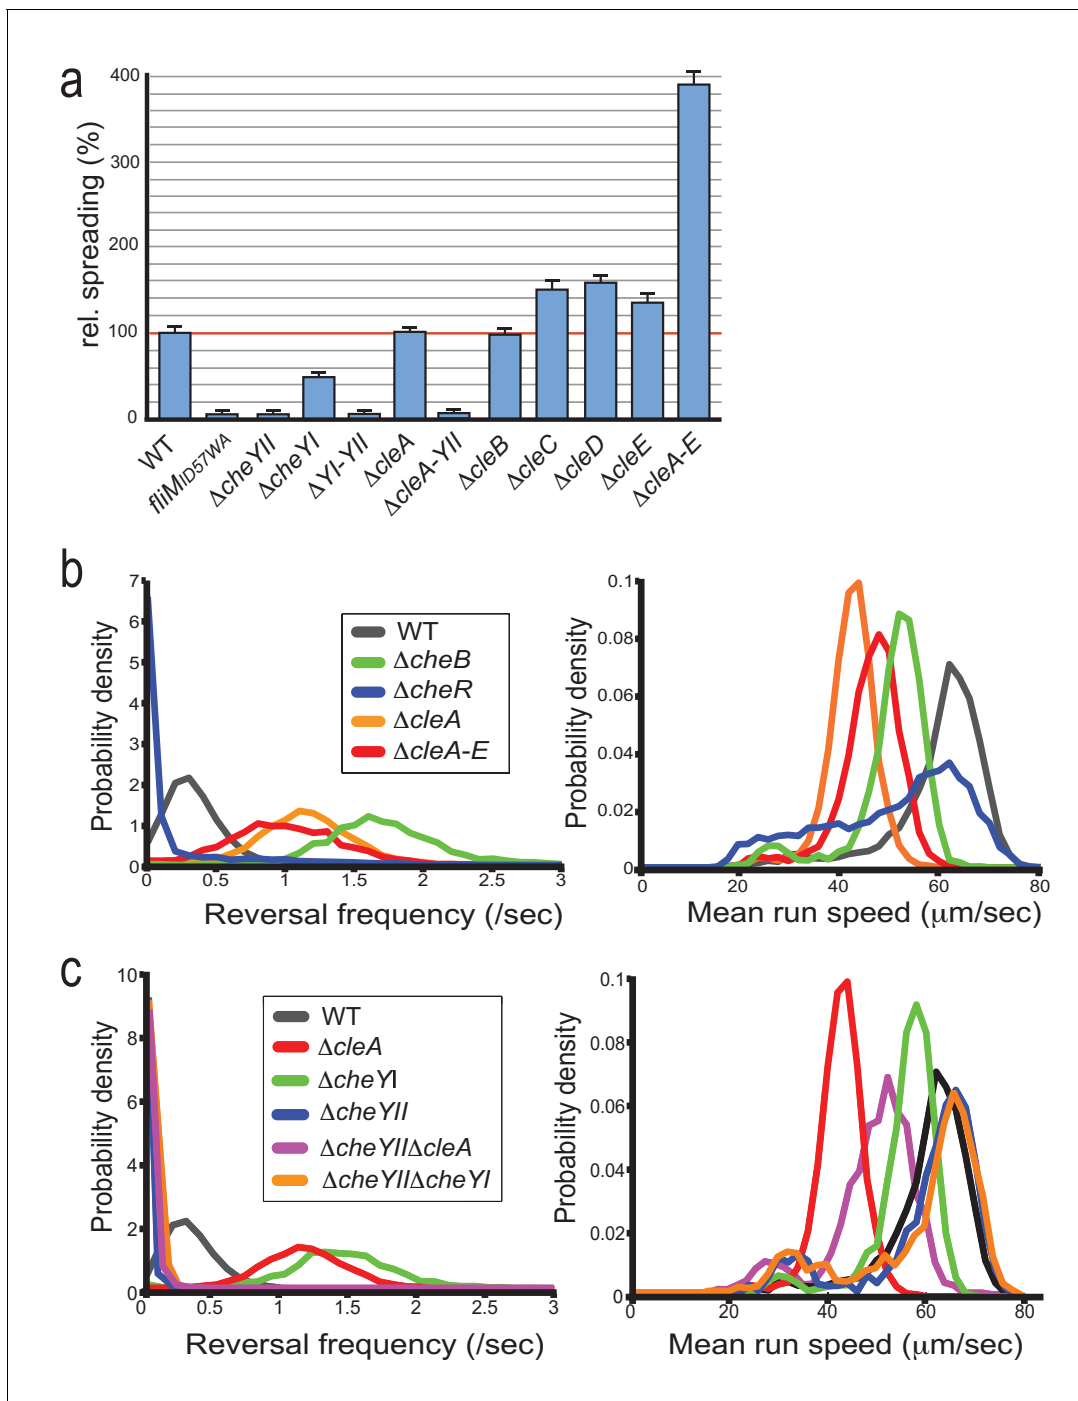 a
rel. spreading (%)
400
300
200
100
0
WT
fliMID57WA
ΔcheYII
ΔcheYI
ΔYI-YII
ΔcleA
ΔcleA-YII
ΔcleB
ΔcleC
ΔcleD
ΔcleE
ΔcleA-E
b
Probability density
7
6
5
4
3
2
1
0
0 0.5 1 1.5 2 2.5 3
Reversal frequency (/sec)
WT
ΔcheB
ΔcheR
ΔcleA
ΔcleA-E
Probability density
0.1
0.08
0.06
0.04
0.02
0
0 20 40 60 80
Mean run speed (μm/sec)
c
Probability density
10
8
6
4
2
0
0 0.5 1 1.5 2 2.5 3
Reversal frequency (/sec)
WT
ΔcleA
ΔcheYI
ΔcheYII
ΔcheYIIΔcleA
ΔcheYIIΔcheYI
Probability density
0.1
0.08
0.06
0.04
0.02
0
0 20 40 60 80
Mean run speed (μm/sec)